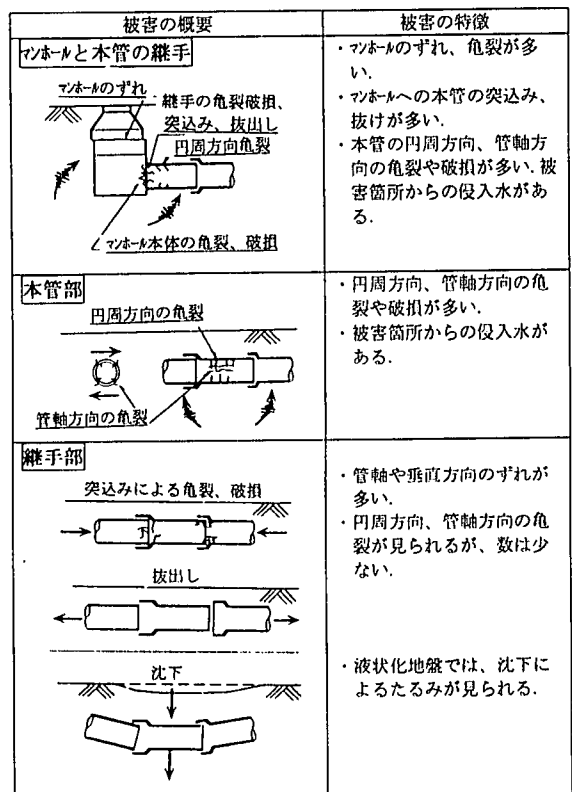 被害の概要
被害の特徴
マンホールと本管の継手
マンホールのずれ
継手の亀裂破損、
突込み、抜出し
円周方向亀裂
マンホール本体の亀裂、破損
・マンホールのずれ、亀裂が多
い.
・マンホールへの本管の突込み、
抜けが多い.
・本管の円周方向、管軸方
向の亀裂や破損が多い. 被
害箇所からの侵入水があ
る.
本管部
円周方向の亀裂
管軸方向の亀裂
・円周方向、管軸方向の亀
裂や破損が多い.
・被害箇所からの侵入水が
ある.
継手部
突込みによる亀裂、破損
抜出し
沈下
・管軸や垂直方向のずれが
多い.
・円周方向、管軸方向の亀
裂が見られるが、数は少
ない.
・液状化地盤では、沈下に
よるたるみが見られる.